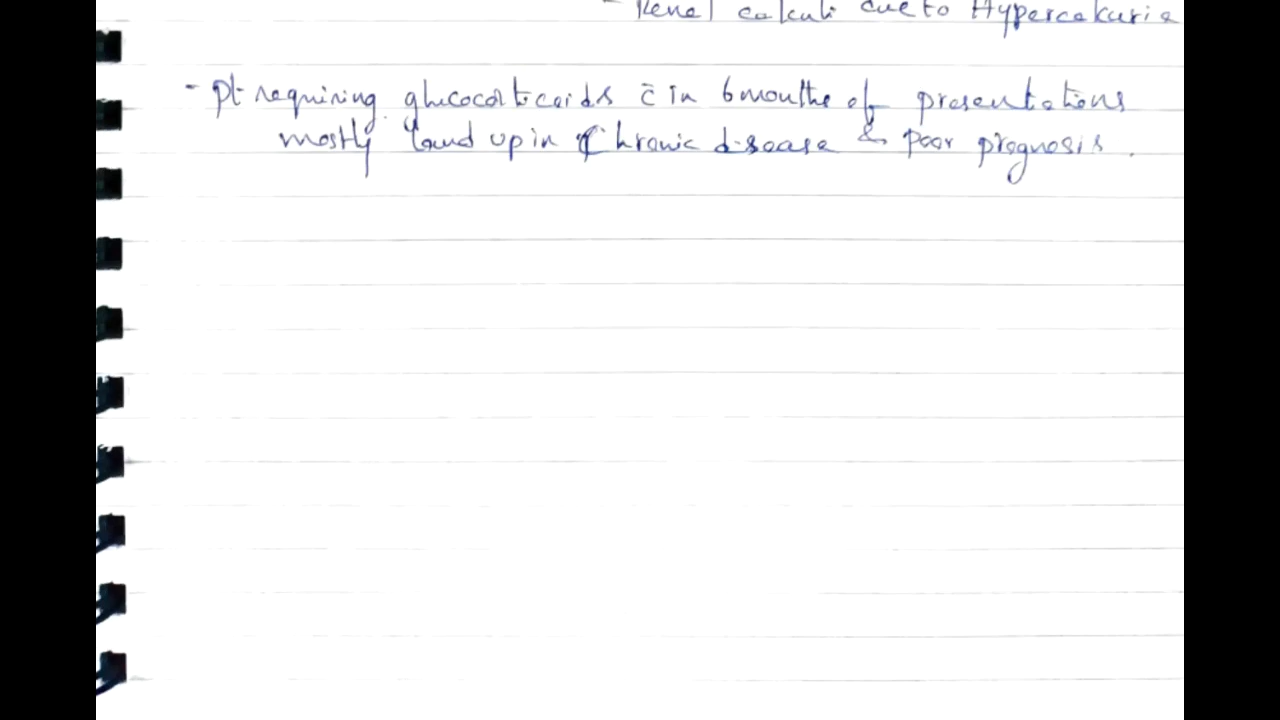 - Renal calculi due to Hypercalcuria
- pt requiring glucocorticoids c̄ in 6 months of presentations
mostly land up in Chronic disease & poor prognosis.